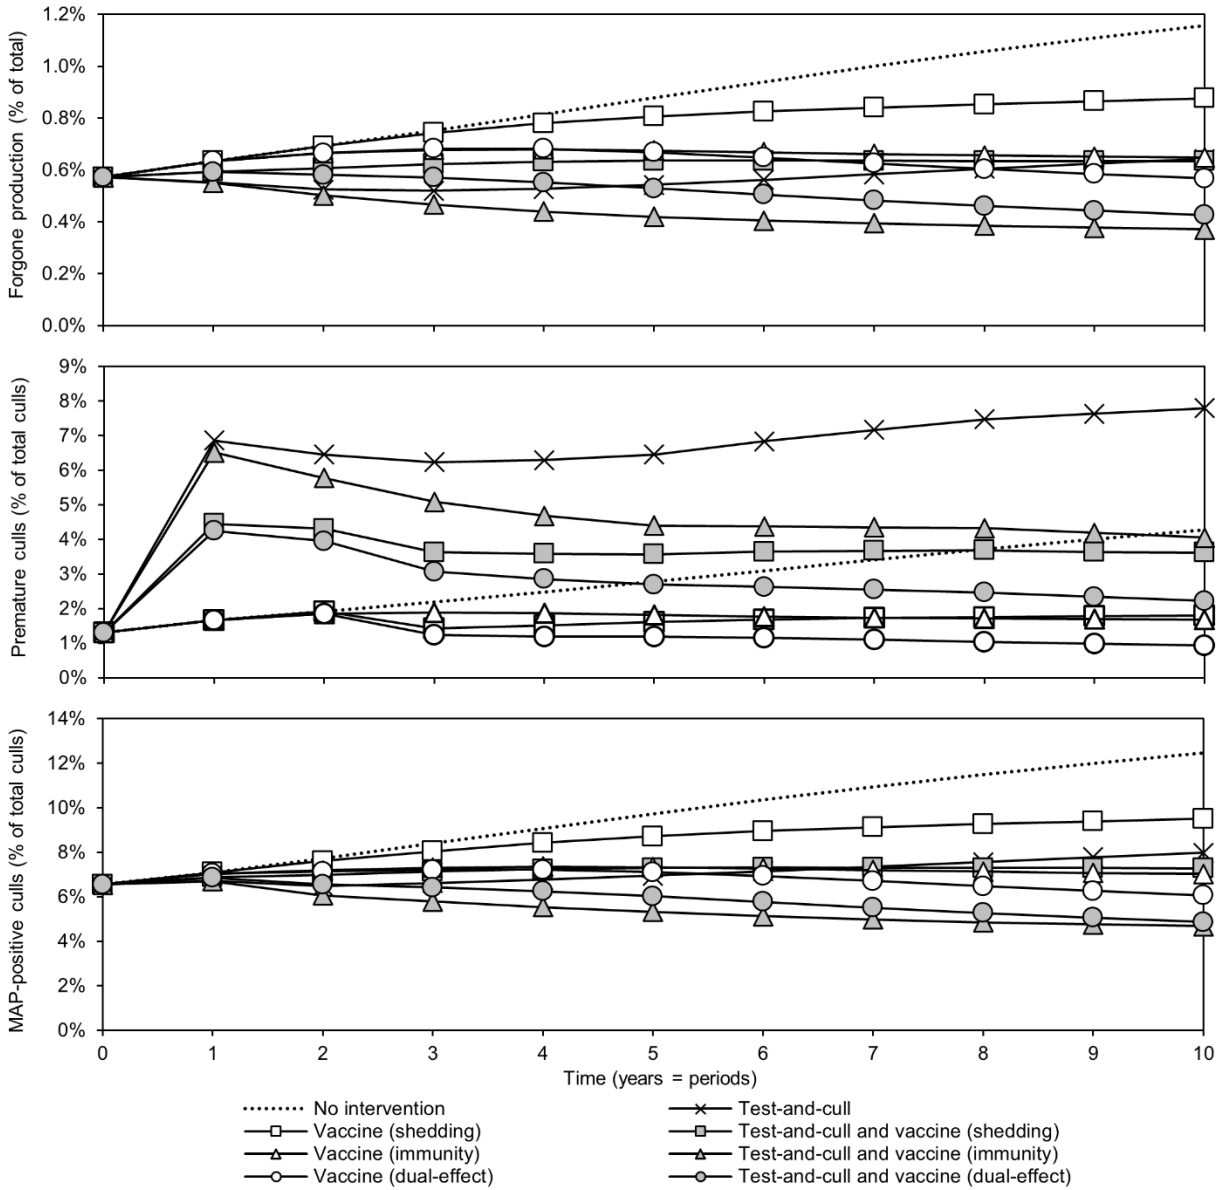 Forgone production (% of total)
1.2%
1.0%
0.8%
0.6%
0.4%
0.2%
0.0%
Premature culls (% of total culls)
9%
8%
7%
6%
5%
4%
3%
2%
1%
0%
MAP-positive culls (% of total culls)
14%
12%
10%
8%
6%
4%
2%
0%
0 1 2 3 4 5 6 7 8 9 10
Time (years = periods)
No intervention
Test-and-cull
Vaccine (shedding)
Test-and-cull and vaccine (shedding)
Vaccine (immunity)
Test-and-cull and vaccine (immunity)
Vaccine (dual-effect)
Test-and-cull and vaccine (dual-effect)